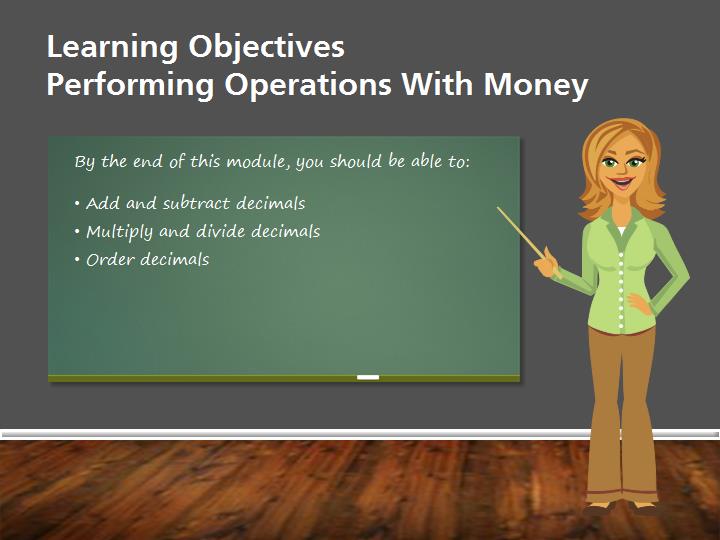 Learning Objectives
Performing Operations With Money
By the end of this module, you should be able to:
• Add and subtract decimals
• Multiply and divide decimals
• Order decimals